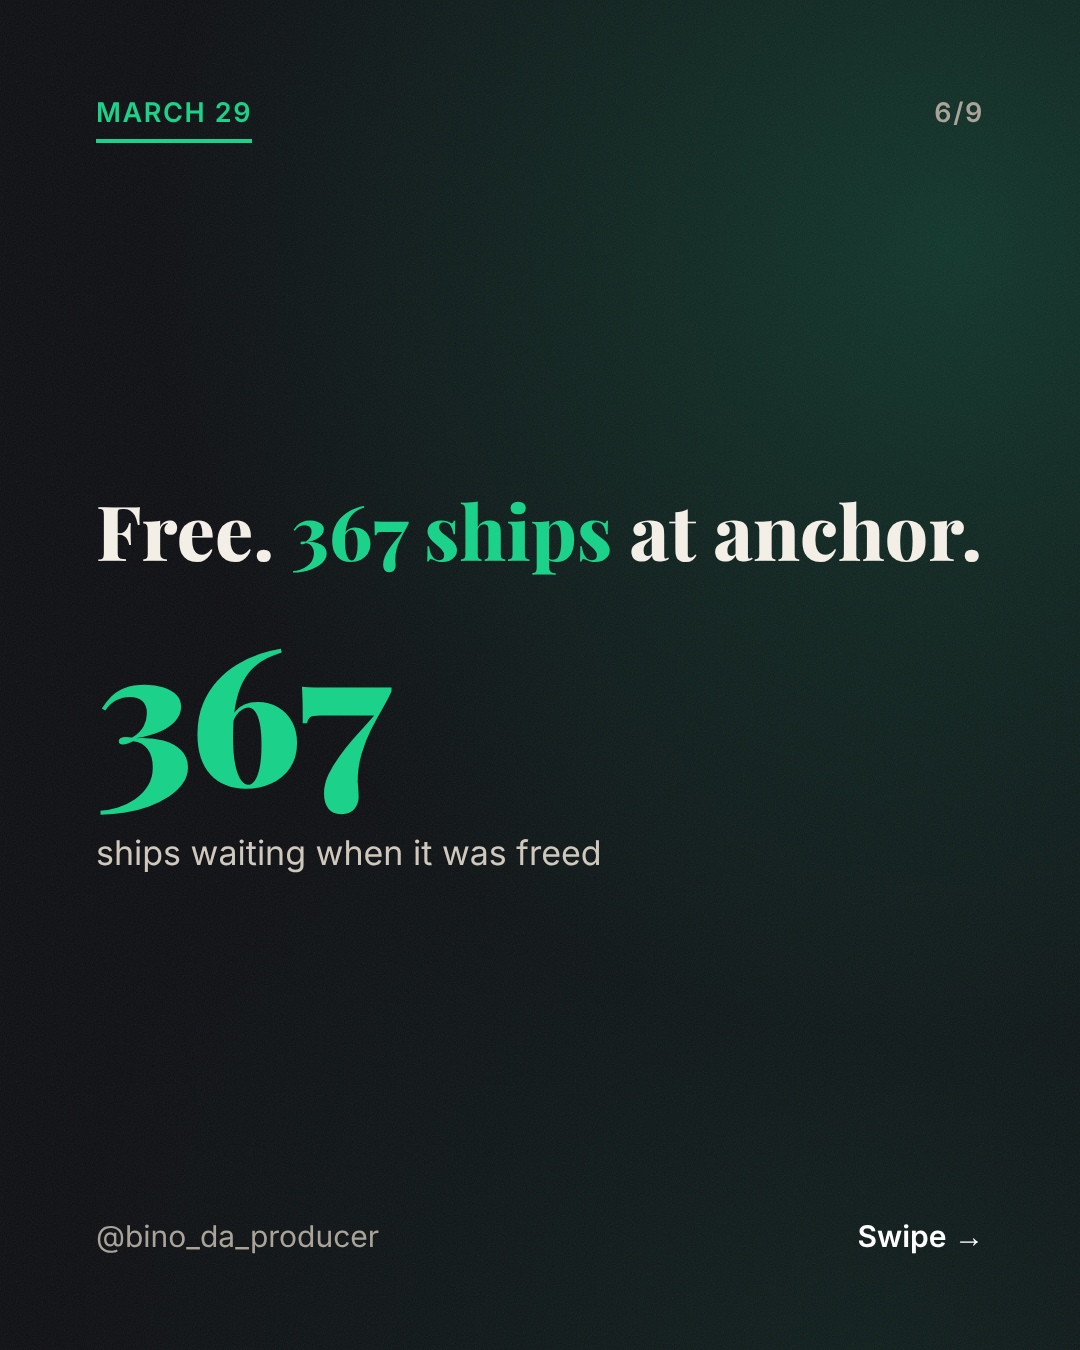 MARCH 29
6/9
Free. 367 ships at anchor.
367
ships waiting when it was freed
@bino_da_producer
Swipe →